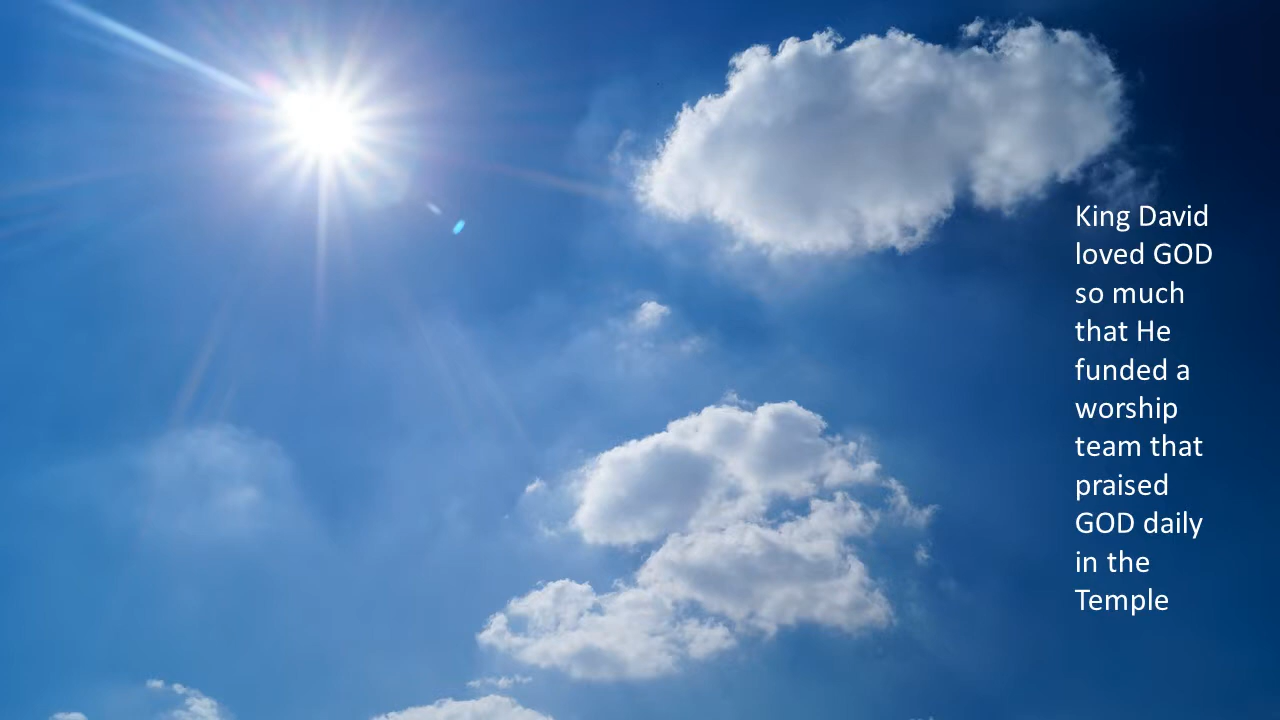 King David
loved GOD
so much
that He
funded a
worship
team that
praised
GOD daily
in the
Temple